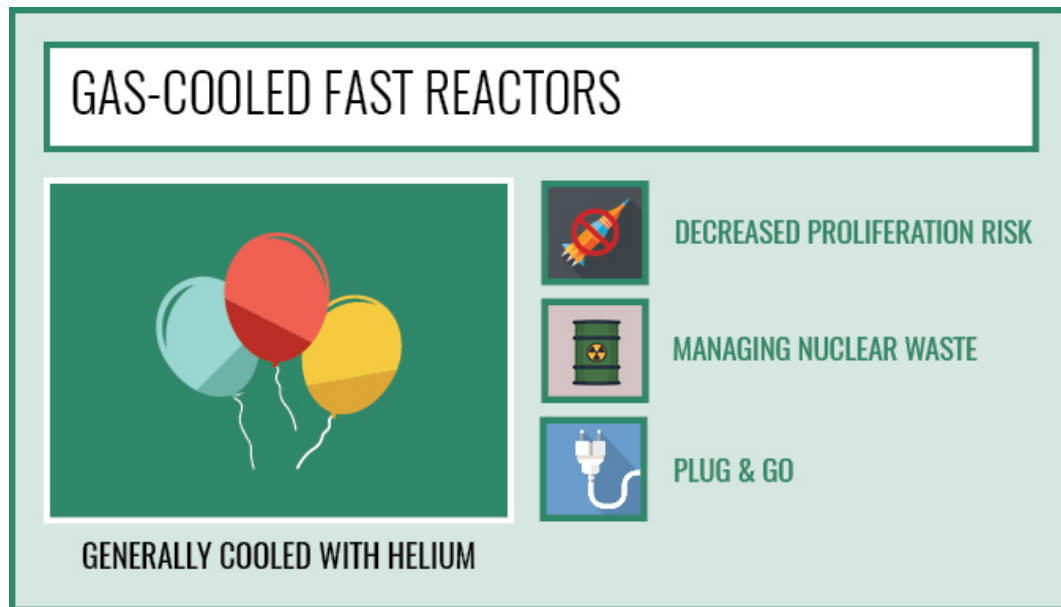 GAS-COOLED FAST REACTORS
DECREASED PROLIFERATION RISK
MANAGING NUCLEAR WASTE
PLUG & GO
GENERALLY COOLED WITH HELIUM